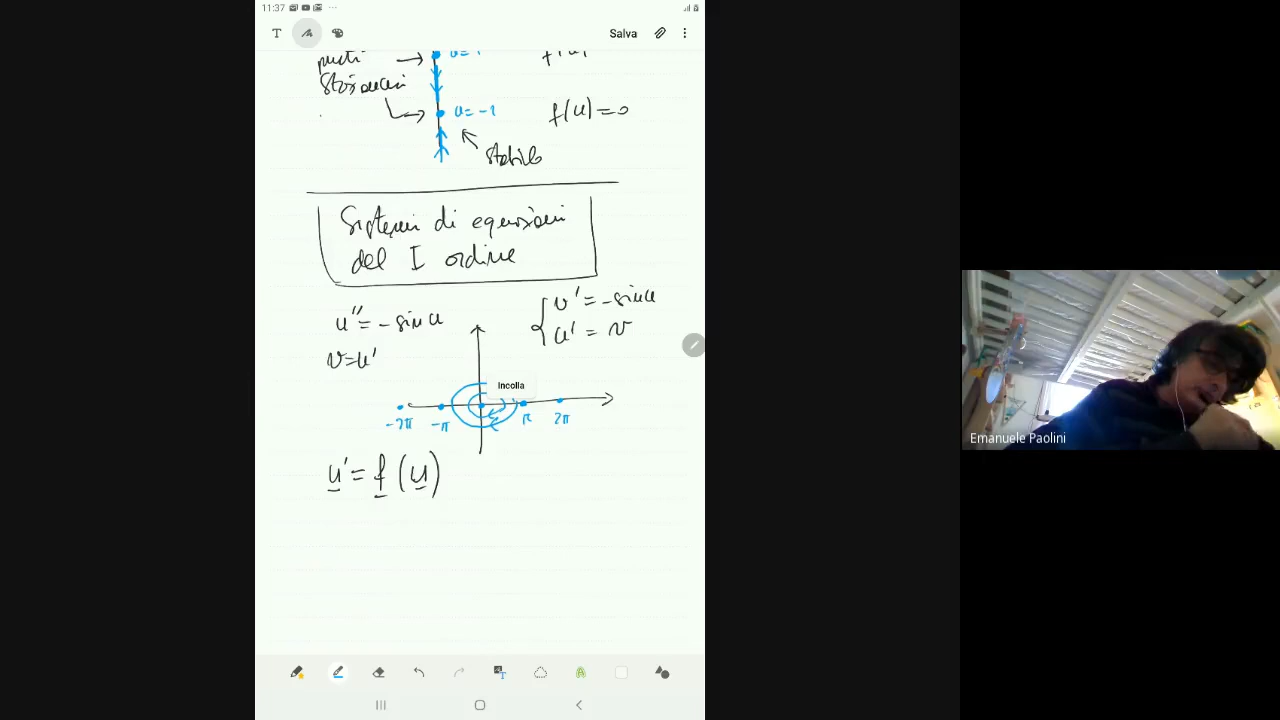 11:37
T
Salva
punti
stazionari
u = -1
f(u) = 0
stabile
Sistemi di equazioni
del I ordine
u'' = - sin u
v = u'
v' = - sin u
u' = v
Incolla
-2π -π π 2π
u' = f (u)
Emanuele Paolini